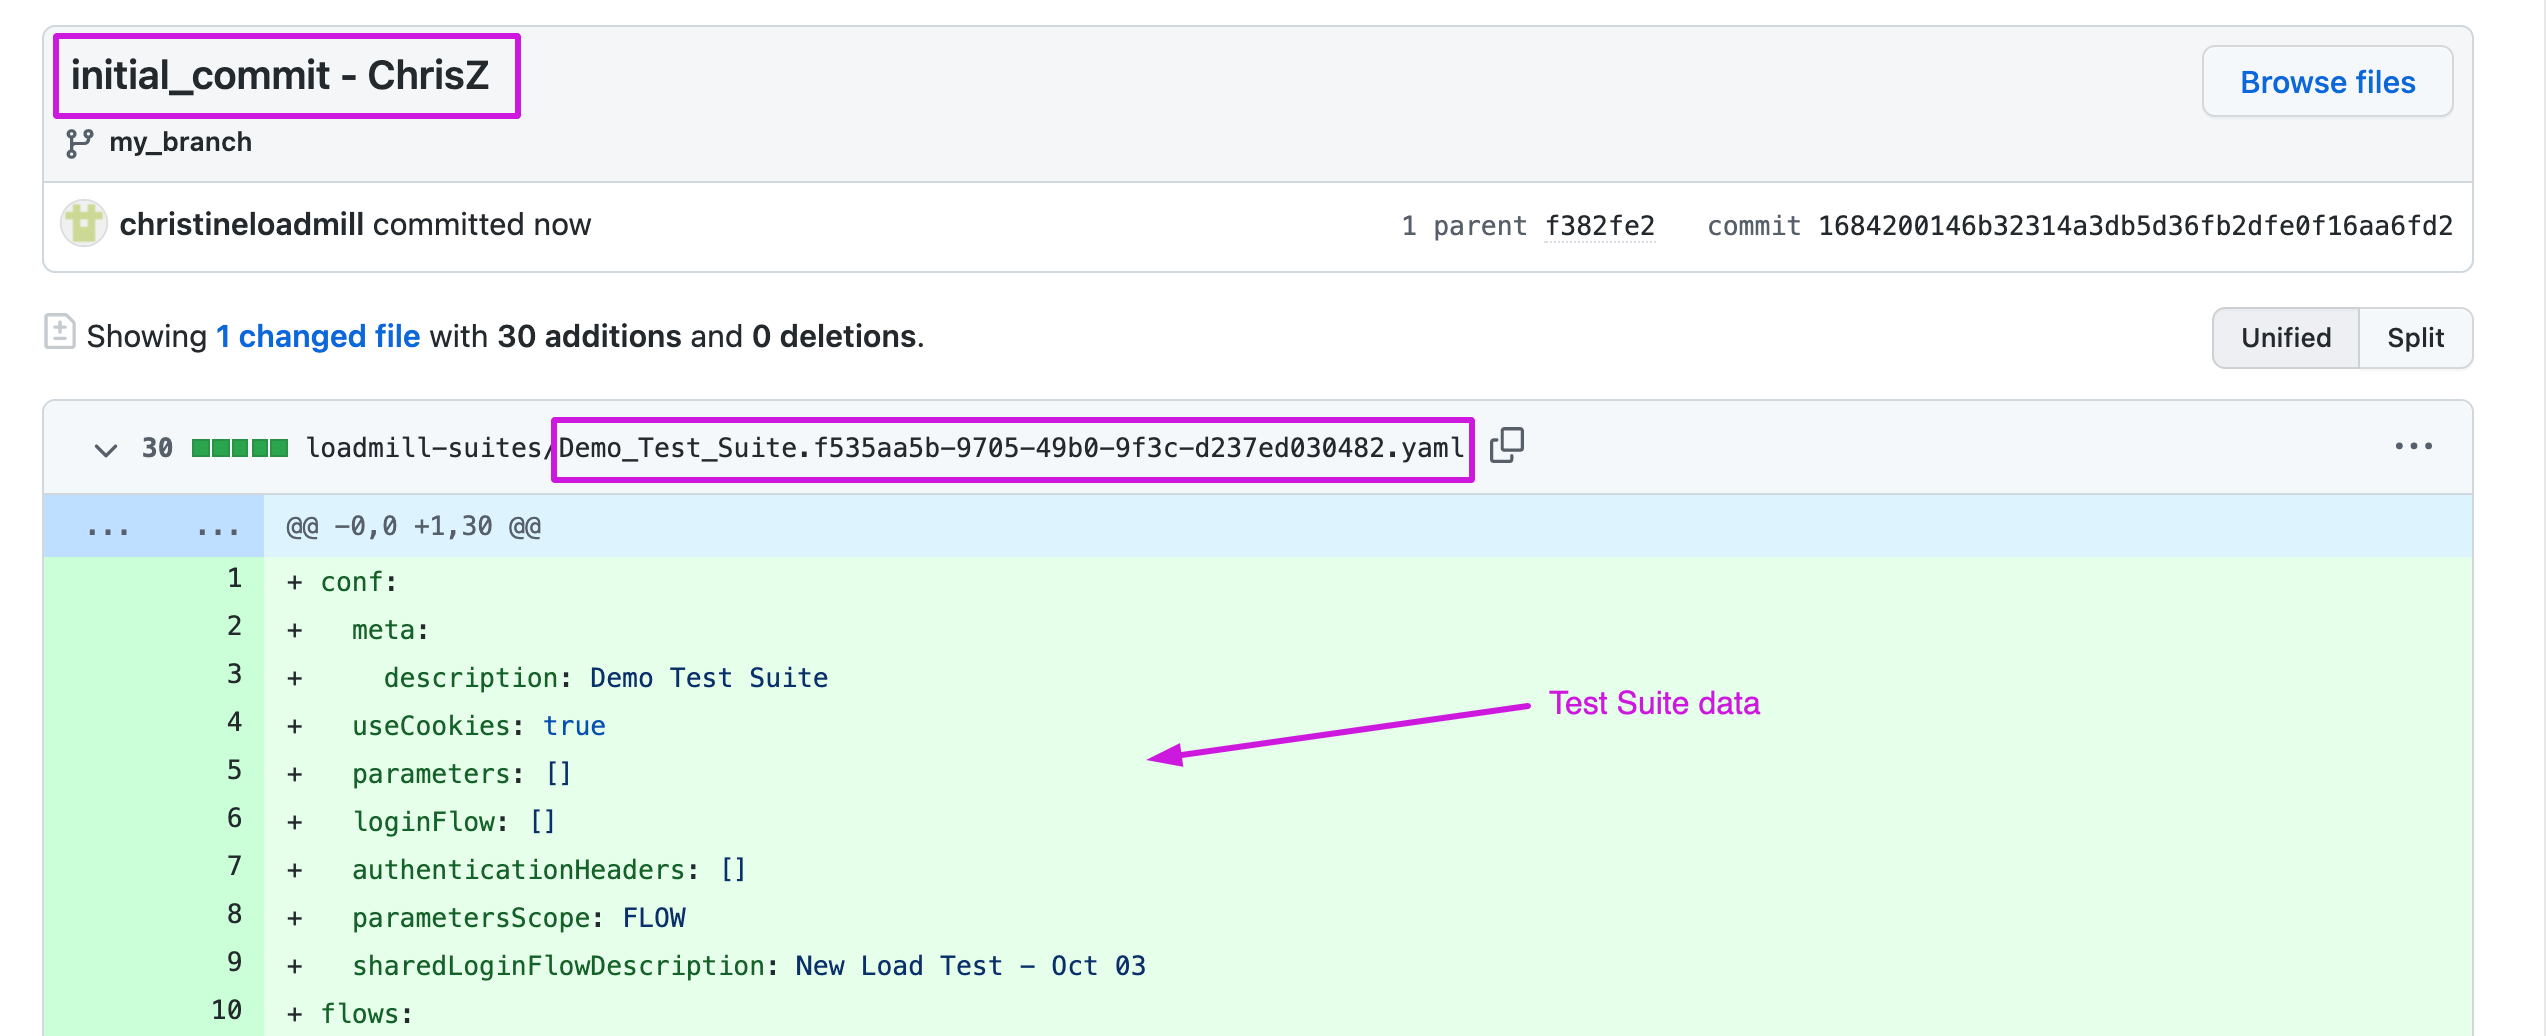 initial_commit - ChrisZ
Browse files
my_branch
christineloadmill committed now
1 parent f382fe2 commit 1684200146b32314a3db5d36fb2dfe0f16aa6fd2
Showing 1 changed file with 30 additions and 0 deletions.
Unified Split
30 loadmill-suites/Demo_Test_Suite.f535aa5b-9705-49b0-9f3c-d237ed030482.yaml ...
... ... @@ -0,0 +1,30 @@
1 + conf:
2 + meta:
3 + description: Demo Test Suite
Test Suite data
4 + useCookies: true
5 + parameters: []
6 + loginFlow: []
7 + authenticationHeaders: []
8 + parametersScope: FLOW
9 + sharedLoginFlowDescription: New Load Test - Oct 03
10 + flows: